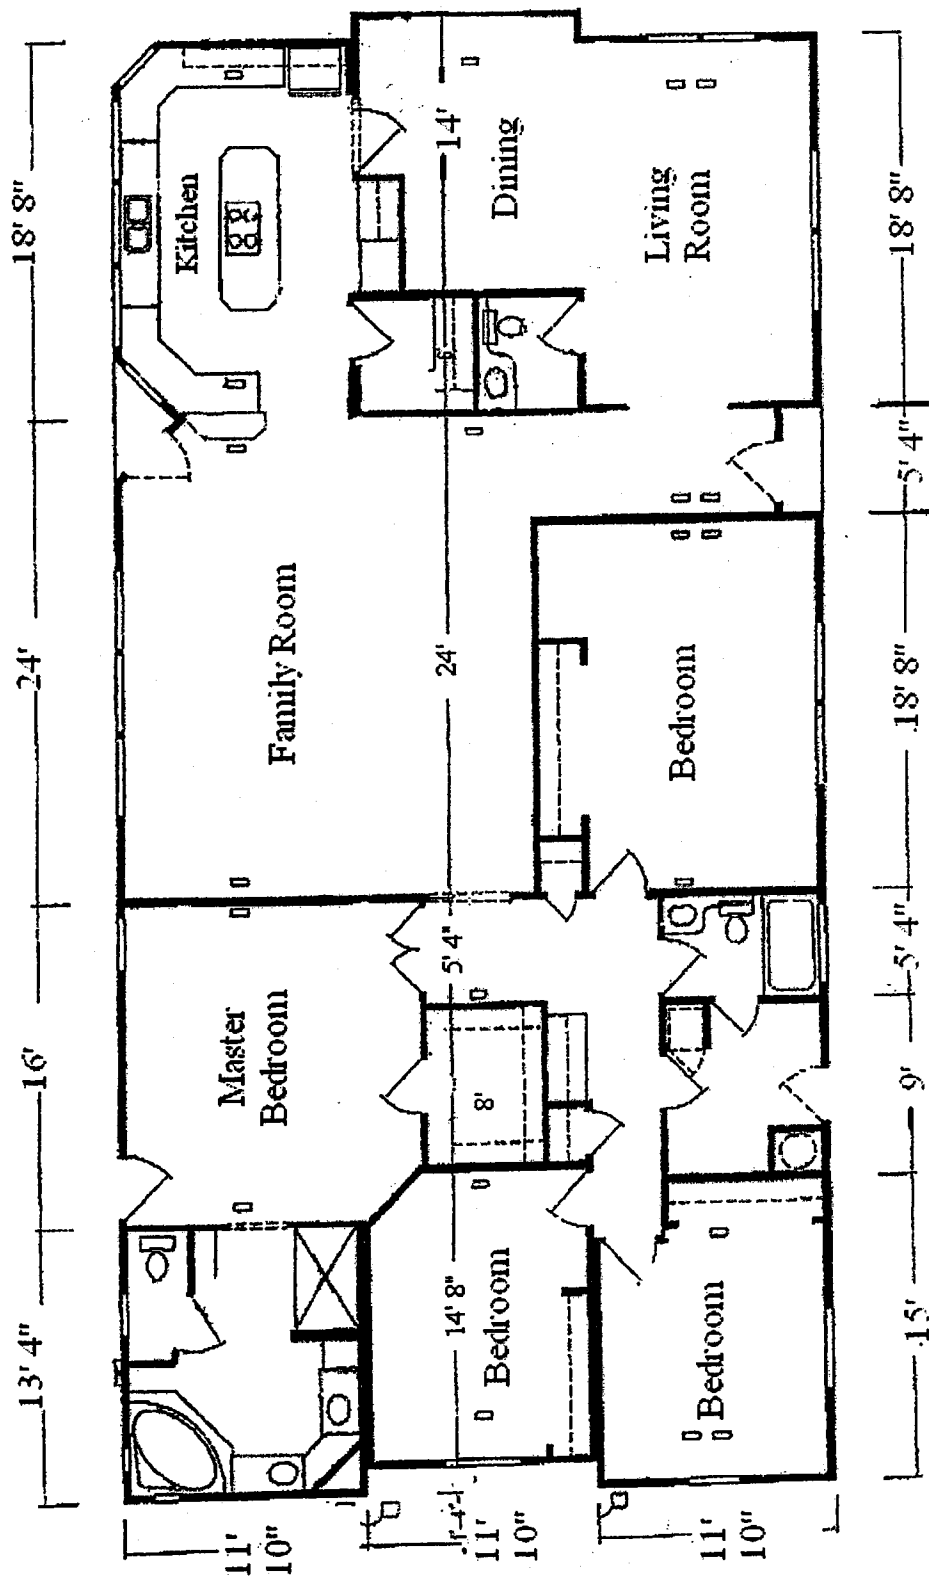 13' 4"
16'
24'
18' 8"
Master
Bedroom
Family Room
Kitchen
14' 8"
8'
5' 4"
24'
6'
14'
Bedroom
Dining
Bedroom
Bedroom
Living
Room
15'
9'
5' 4"
18' 8"
5' 4"
18' 8"
11'
10"
11'
10"
11'
10"